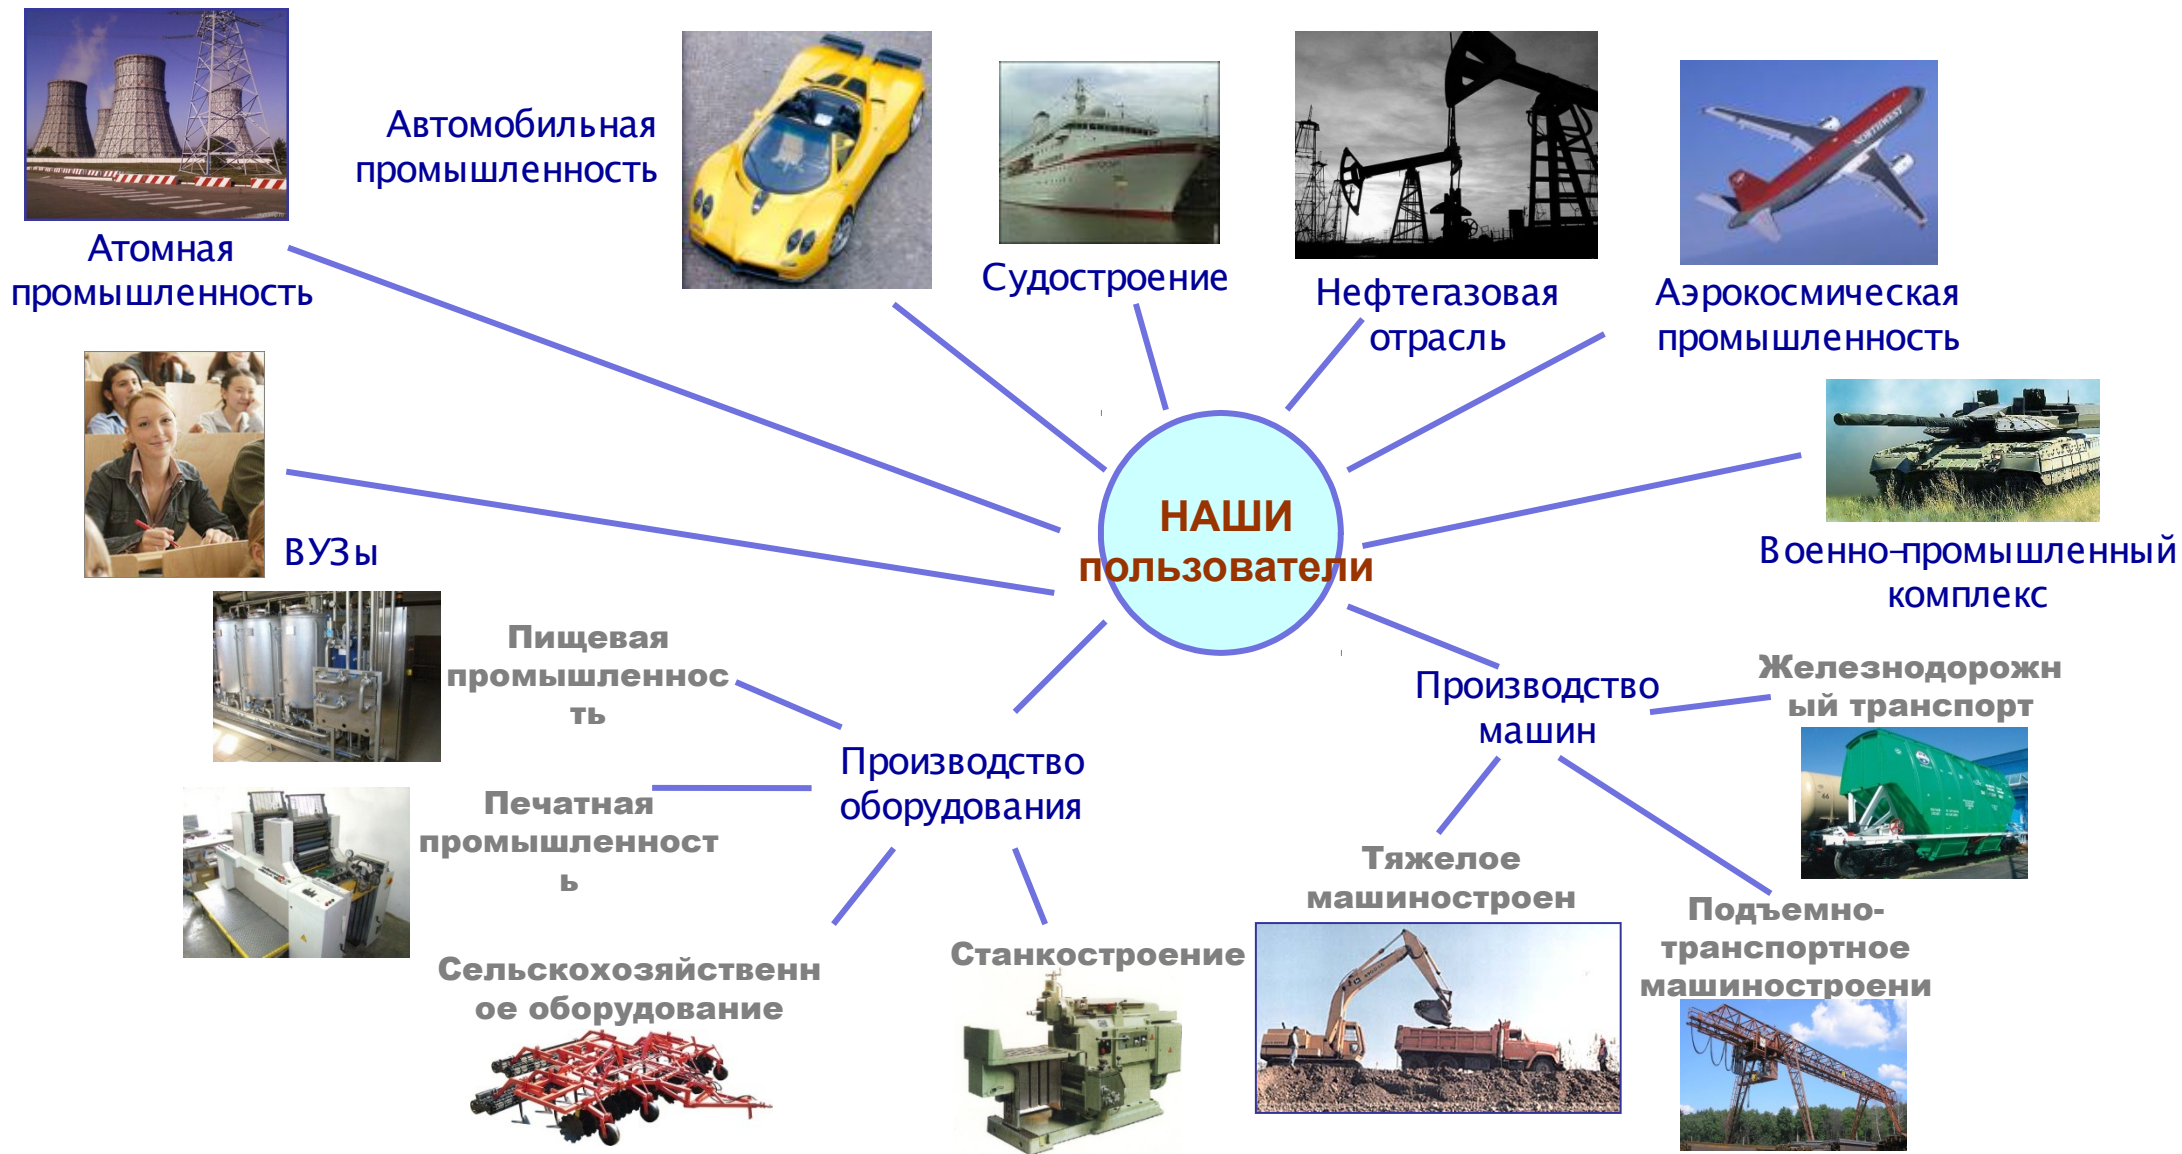 Автомобильная
промышленность
Атомная
промышленность
Судостроение
Нефтегазовая
отрасль
Аэрокосмическая
промышленность
НАШИ
пользователи
ВУЗы
Военно-промышленный
комплекс
Пищевая
промышленнос
ть
Производство
машин
Железнодорожн
ый транспорт
Производство
оборудования
Печатная
промышленност
ь
Тяжелое
машиностроен
Подъемно-
транспортное
машиностроени
Сельскохозяйственн
ое оборудование
Станкостроение
NORTHWEST